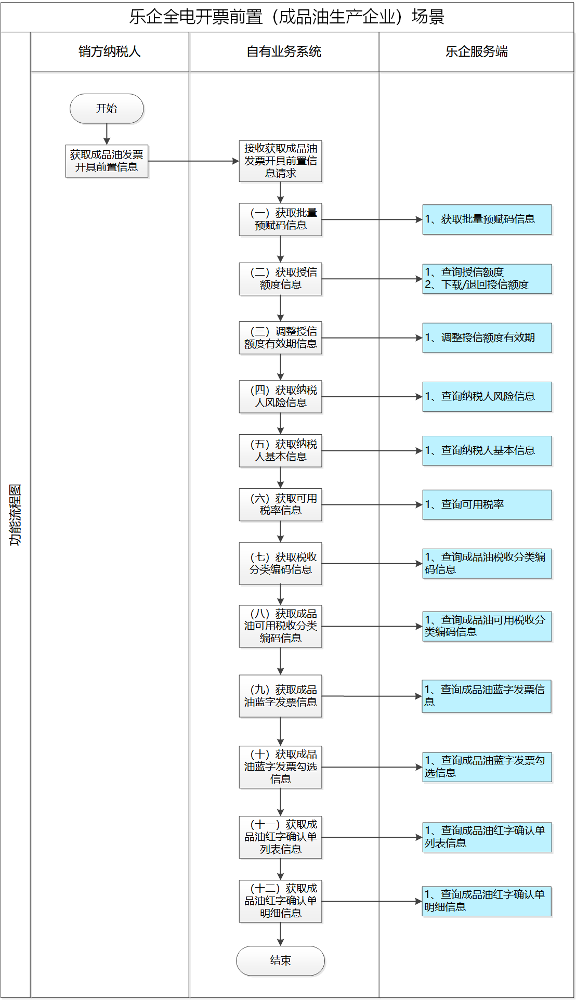 乐企全电开票前置（成品油生产企业）场景
销方纳税人
自有业务系统
乐企服务端
功能流程图
开始
获取成品油发票
开具前置信息
接收获取成品油
发票开具前置信
息请求
（一）获取批量
预赋码信息
1、获取批量预赋码信息
（二）获取授信
额度信息
1、查询授信额度
2、下载/退回授信额度
（三）调整授信
额度有效期信息
1、调整授信额度有效期
（四）获取纳税
人风险信息
1、查询纳税人风险信息
（五）获取纳税
人基本信息
1、查询纳税人基本信息
（六）获取可用
税率信息
1、查询可用税率
（七）获取税收
分类编码信息
1、查询成品油税收分类编
码信息
（八）获取成品
油可用税收分类
编码信息
1、查询成品油可用税收分
类编码信息
（九）获取成品
油蓝字发票信息
1、查询成品油蓝字发票信
息
（十）获取成品
油蓝字发票勾选
信息
1、查询成品油蓝字发票勾
选信息
（十一）获取成
品油红字确认单
列表信息
1、查询成品油红字确认单
列表信息
（十二）获取成
品油红字确认单
明细信息
1、查询成品油红字确认单
明细信息
结束